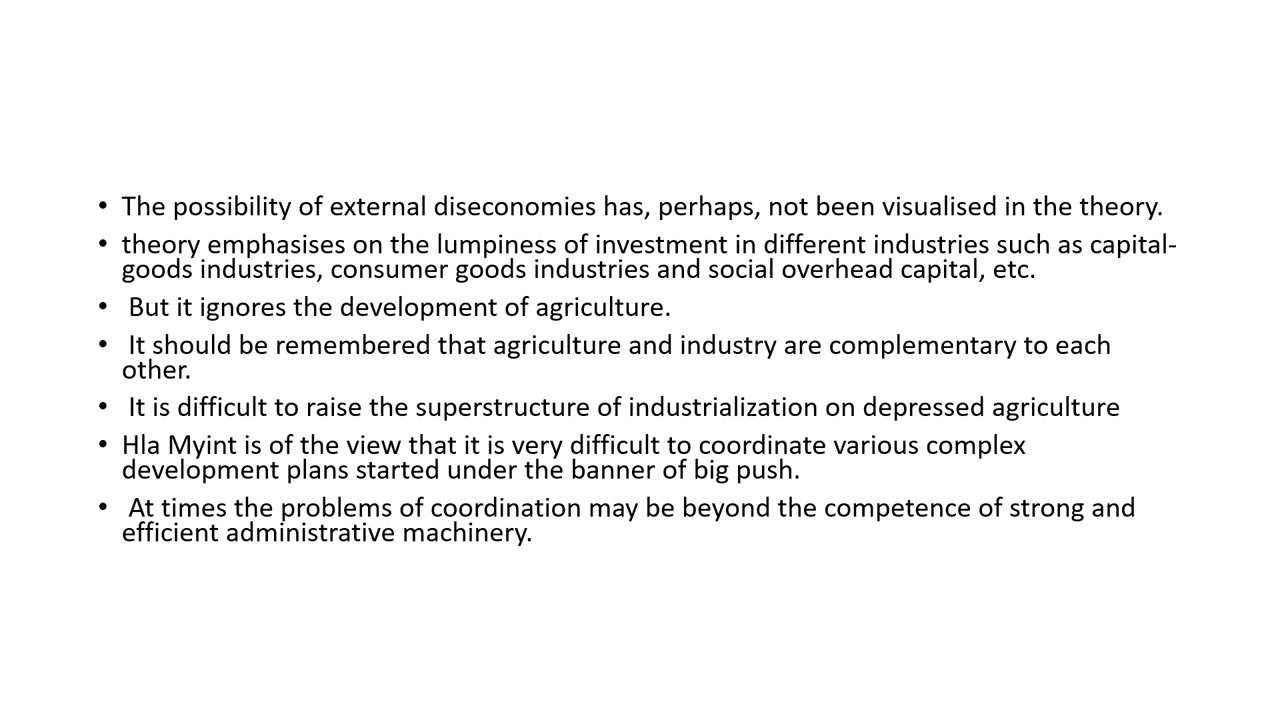 • The possibility of external diseconomies has, perhaps, not been visualised in the theory.
• theory emphasises on the lumpiness of investment in different industries such as capital-
goods industries, consumer goods industries and social overhead capital, etc.
• But it ignores the development of agriculture.
• It should be remembered that agriculture and industry are complementary to each
other.
• It is difficult to raise the superstructure of industrialization on depressed agriculture
• Hla Myint is of the view that it is very difficult to coordinate various complex
development plans started under the banner of big push.
• At times the problems of coordination may be beyond the competence of strong and
efficient administrative machinery.